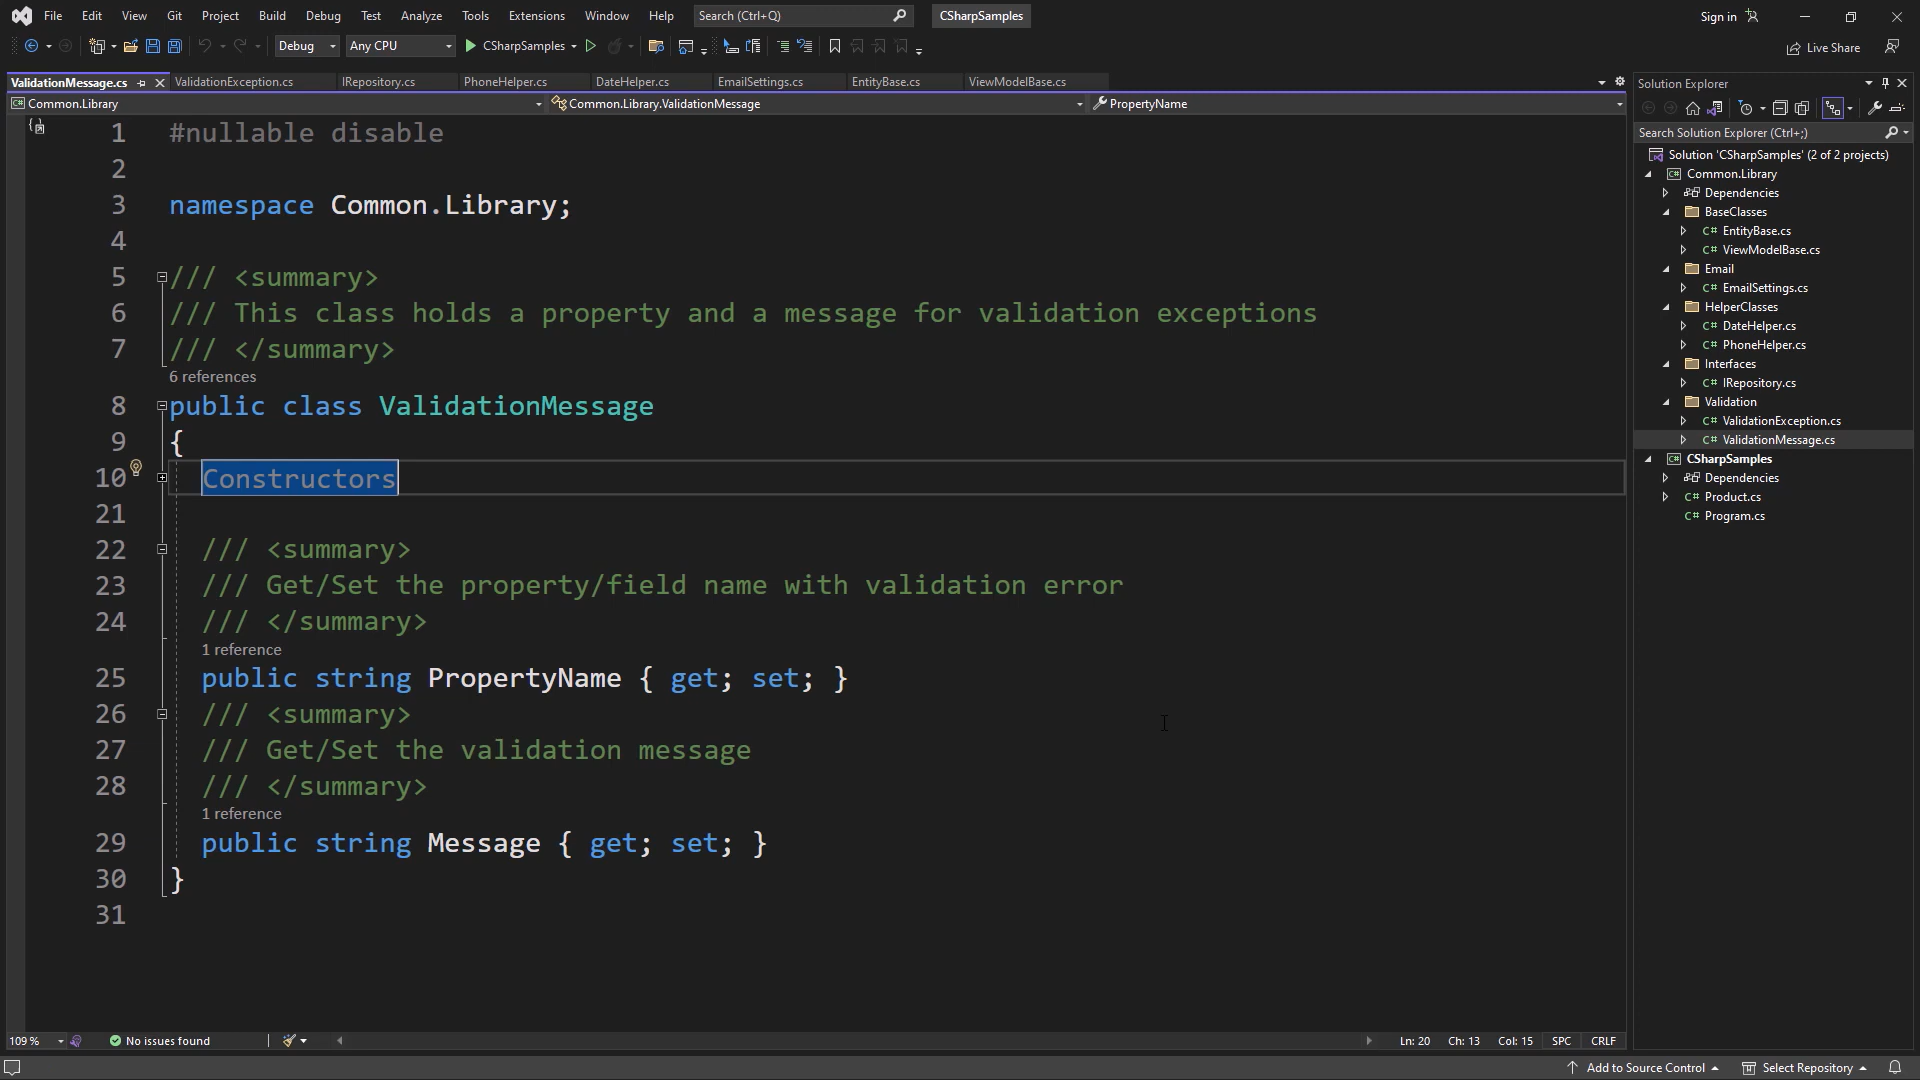 File Edit View Git Project Build Debug Test Analyze Tools Extensions Window Help Search (Ctrl+Q) CSharpSamples Sign in
Debug Any CPU CSharpSamples Live Share
ValidationMessage.cs ValidationException.cs IRepository.cs PhoneHelper.cs DateHelper.cs EmailSettings.cs EntityBase.cs ViewModelBase.cs
Common.Library Common.Library.ValidationMessage PropertyName
1 #nullable disable
2
3 namespace Common.Library;
4
5 /// <summary>
6 /// This class holds a property and a message for validation exceptions
7 /// </summary>
6 references
8 public class ValidationMessage
9 {
10 Constructors
21
22 /// <summary>
23 /// Get/Set the property/field name with validation error
24 /// </summary>
1 reference
25 public string PropertyName { get; set; }
26 /// <summary>
27 /// Get/Set the validation message
28 /// </summary>
1 reference
29 public string Message { get; set; }
30 }
31
109 % No issues found Ln: 20 Ch: 13 Col: 15 SPC CRLF
Solution Explorer
Search Solution Explorer (Ctrl+;)
Solution 'CSharpSamples' (2 of 2 projects)
C# Common.Library
Dependencies
BaseClasses
C# EntityBase.cs
C# ViewModelBase.cs
Email
C# EmailSettings.cs
HelperClasses
C# DateHelper.cs
C# PhoneHelper.cs
Interfaces
C# IRepository.cs
Validation
C# ValidationException.cs
C# ValidationMessage.cs
C# CSharpSamples
Dependencies
C# Product.cs
C# Program.cs
Add to Source Control Select Repository